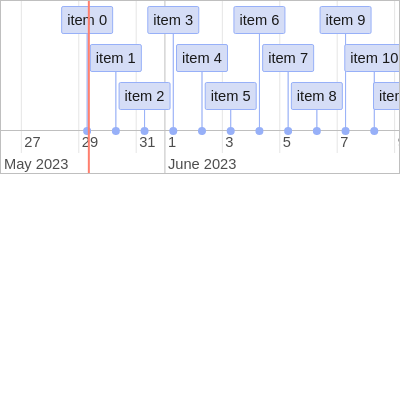 item 0 item 3 item 6 item 9
item 1 item 4 item 7 item 10
item 2 item 5 item 8
27 29 31 1 3 5 7
May 2023 June 2023